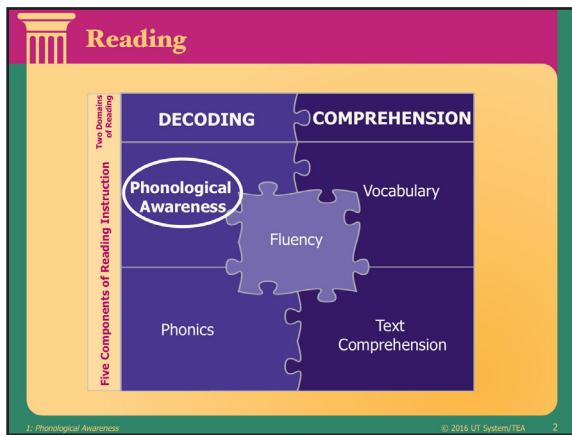 Reading
Two Domains
of Reading
DECODING
COMPREHENSION
Five Components of Reading Instruction
Phonological
Awareness
Vocabulary
Fluency
Phonics
Text
Comprehension
1: Phonological Awareness
© 2016 UT System/TEA
2